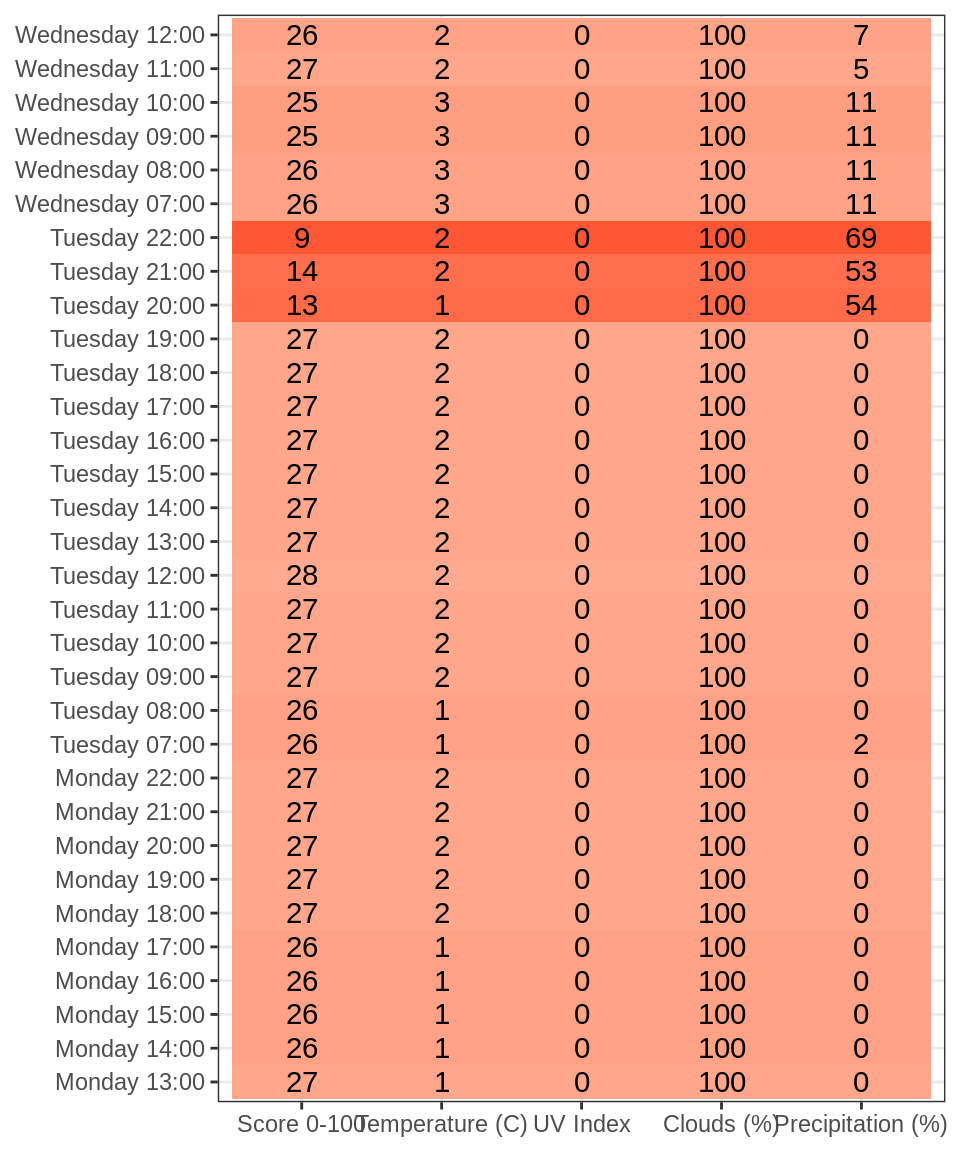 Wednesday 12:00 26 2 0 100 7
Wednesday 11:00 27 2 0 100 5
Wednesday 10:00 25 3 0 100 11
Wednesday 09:00 25 3 0 100 11
Wednesday 08:00 26 3 0 100 11
Wednesday 07:00 26 3 0 100 11
Tuesday 22:00 9 2 0 100 69
Tuesday 21:00 14 2 0 100 53
Tuesday 20:00 13 1 0 100 54
Tuesday 19:00 27 2 0 100 0
Tuesday 18:00 27 2 0 100 0
Tuesday 17:00 27 2 0 100 0
Tuesday 16:00 27 2 0 100 0
Tuesday 15:00 27 2 0 100 0
Tuesday 14:00 27 2 0 100 0
Tuesday 13:00 27 2 0 100 0
Tuesday 12:00 28 2 0 100 0
Tuesday 11:00 27 2 0 100 0
Tuesday 10:00 27 2 0 100 0
Tuesday 09:00 27 2 0 100 0
Tuesday 08:00 26 1 0 100 0
Tuesday 07:00 26 1 0 100 2
Monday 22:00 27 2 0 100 0
Monday 21:00 27 2 0 100 0
Monday 20:00 27 2 0 100 0
Monday 19:00 27 2 0 100 0
Monday 18:00 27 2 0 100 0
Monday 17:00 26 1 0 100 0
Monday 16:00 26 1 0 100 0
Monday 15:00 26 1 0 100 0
Monday 14:00 26 1 0 100 0
Monday 13:00 27 1 0 100 0
Score 0-100 Temperature (C) UV Index Clouds (%) Precipitation (%)